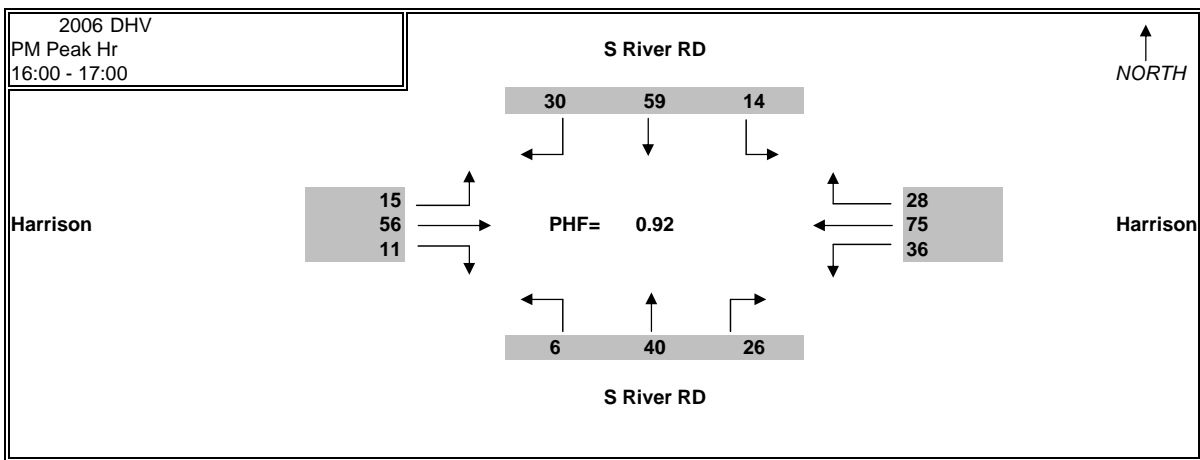 2006 DHV
PM Peak Hr
16:00 - 17:00
S River RD
NORTH
30 59 14
15
56
11
Harrison
PHF= 0.92
28
75
36
Harrison
6 40 26
S River RD